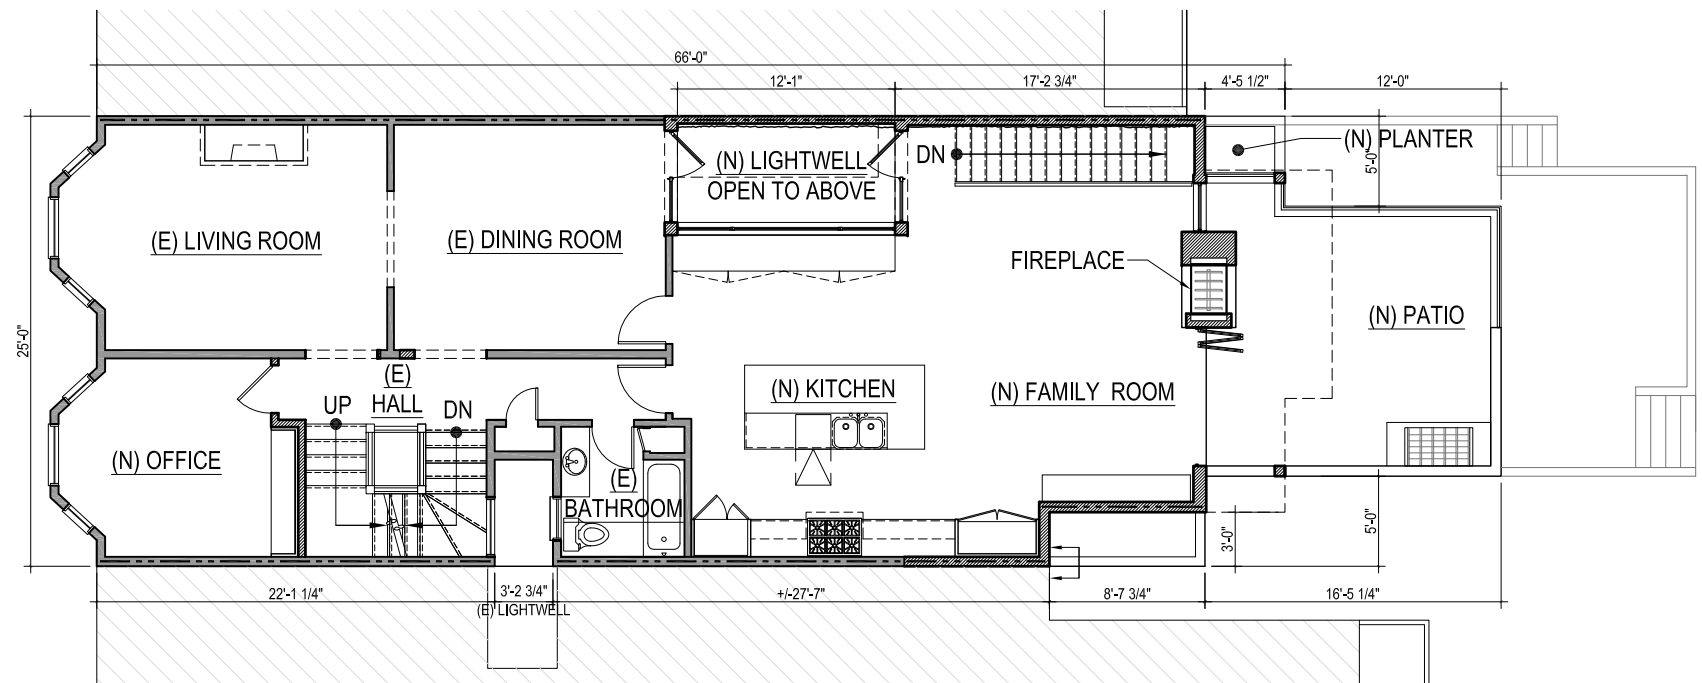 66'-0"
12'-1"
17'-2 3/4"
4'-5 1/2"
12'-0"
(N) PLANTER
5'-0"
DN
(N) LIGHTWELL
OPEN TO ABOVE
(E) LIVING ROOM
(E) DINING ROOM
FIREPLACE
(N) PATIO
25'-0"
(E)
HALL
UP
DN
(N) KITCHEN
(N) FAMILY ROOM
(N) OFFICE
(E)
BATHROOM
3'-0"
5'-0"
22'-1 1/4"
3'-2 3/4"
(E) LIGHTWELL
+/-27'-7"
8'-7 3/4"
16'-5 1/4"